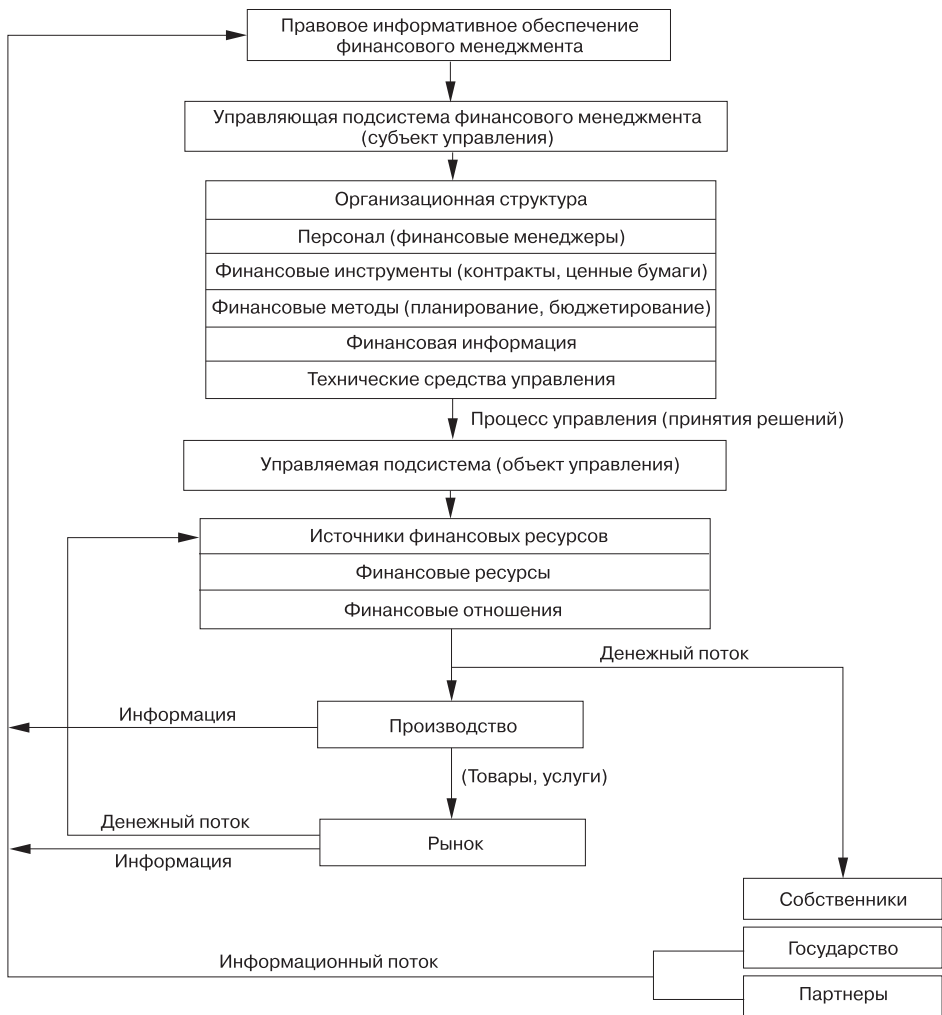 Правовое информативное обеспечение
финансового менеджмента
Управляющая подсистема финансового менеджмента
(субъект управления)
Организационная структура
Персонал (финансовые менеджеры)
Финансовые инструменты (контракты, ценные бумаги)
Финансовые методы (планирование, бюджетирование)
Финансовая информация
Технические средства управления
Процесс управления (принятия решений)
Управляемая подсистема (объект управления)
Источники финансовых ресурсов
Финансовые ресурсы
Финансовые отношения
Денежный поток
Информация
Производство
(Товары, услуги)
Денежный поток
Рынок
Информация
Собственники
Государство
Информационный поток
Партнеры